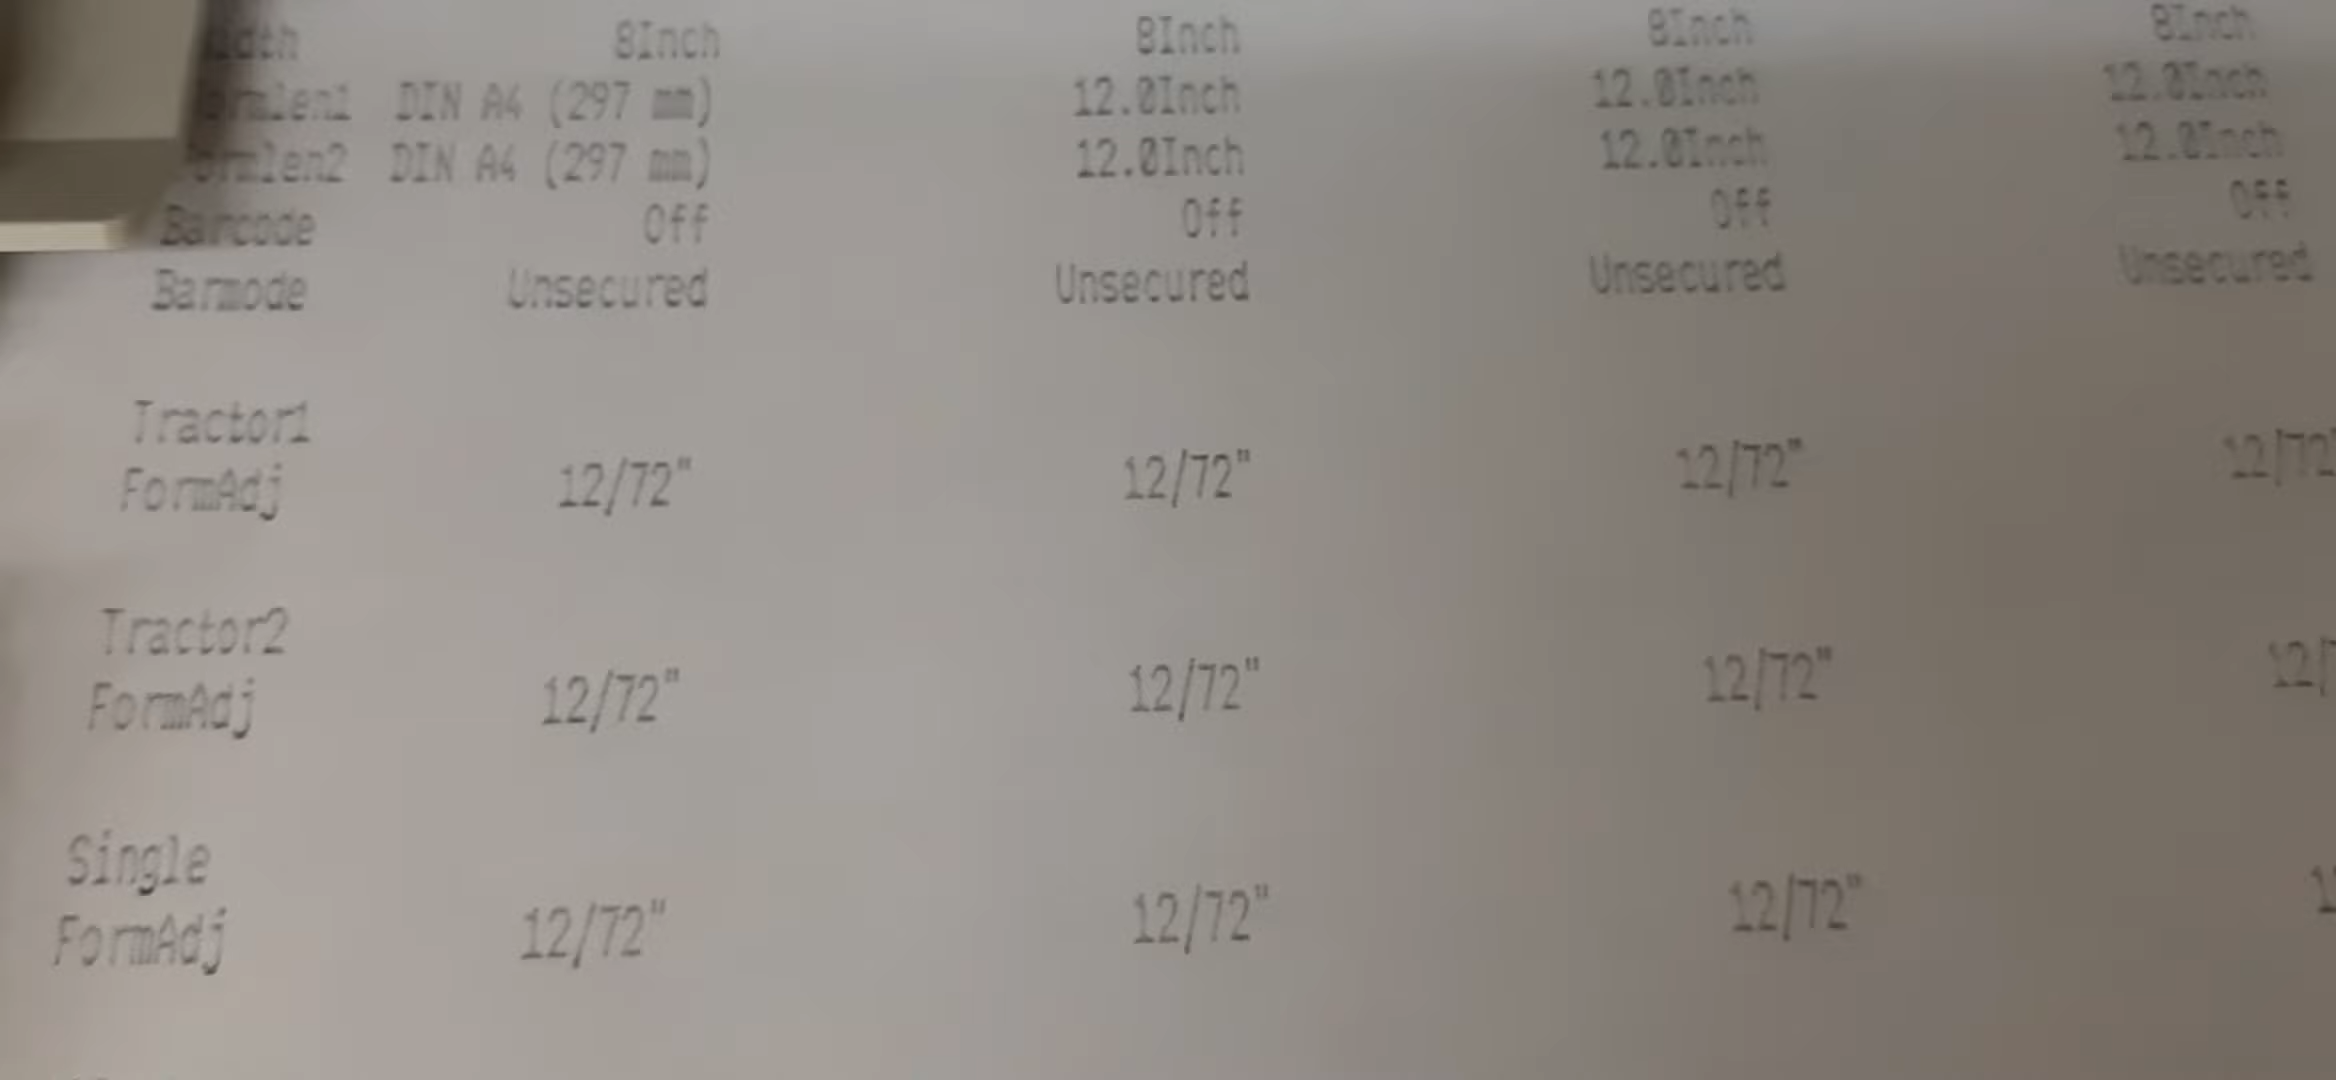 8Inch 8Inch 8Inch 8Inch
DIN A4 (297 mm) 12.0Inch 12.0Inch 12.0Inch
DIN A4 (297 mm) 12.0Inch 12.0Inch 12.0Inch
Barcode Off Off Off Off
Barmode Unsecured Unsecured Unsecured Unsecured
Tractor1
FormAdj 12/72" 12/72" 12/72" 12/72
Tractor2
FormAdj 12/72" 12/72" 12/72" 12/
Single
FormAdj 12/72" 12/72" 12/72"